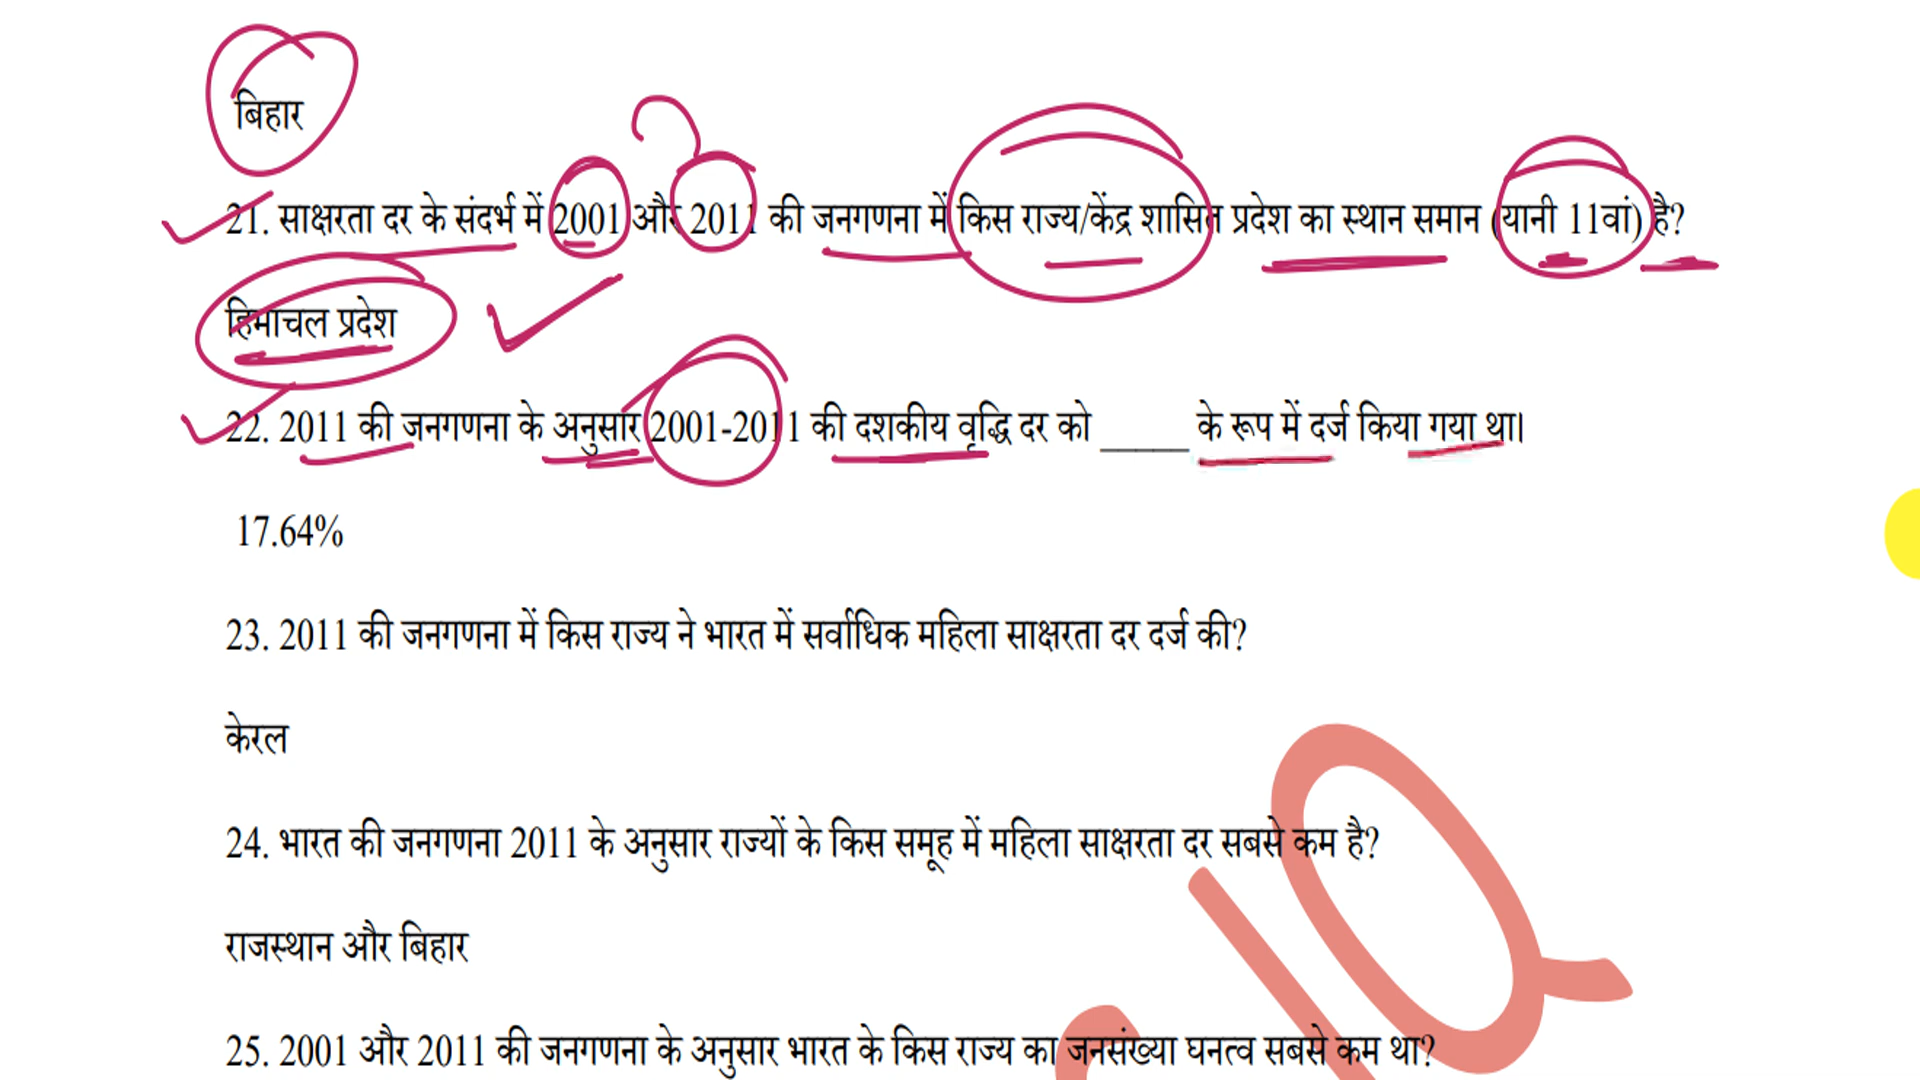 बिहार
21. साक्षरता दर के संदर्भ में 2001 और 2011 की जनगणना में किस राज्य/केंद्र शासित प्रदेश का स्थान समान (यानी 11वां) है?
हिमाचल प्रदेश
22. 2011 की जनगणना के अनुसार 2001-2011 की दशकीय वृद्धि दर को _____ के रूप में दर्ज किया गया था।
17.64%
23. 2011 की जनगणना में किस राज्य ने भारत में सर्वाधिक महिला साक्षरता दर दर्ज की?
केरल
24. भारत की जनगणना 2011 के अनुसार राज्यों के किस समूह में महिला साक्षरता दर सबसे कम है?
राजस्थान और बिहार
25. 2001 और 2011 की जनगणना के अनुसार भारत के किस राज्य का जनसंख्या घनत्व सबसे कम था?